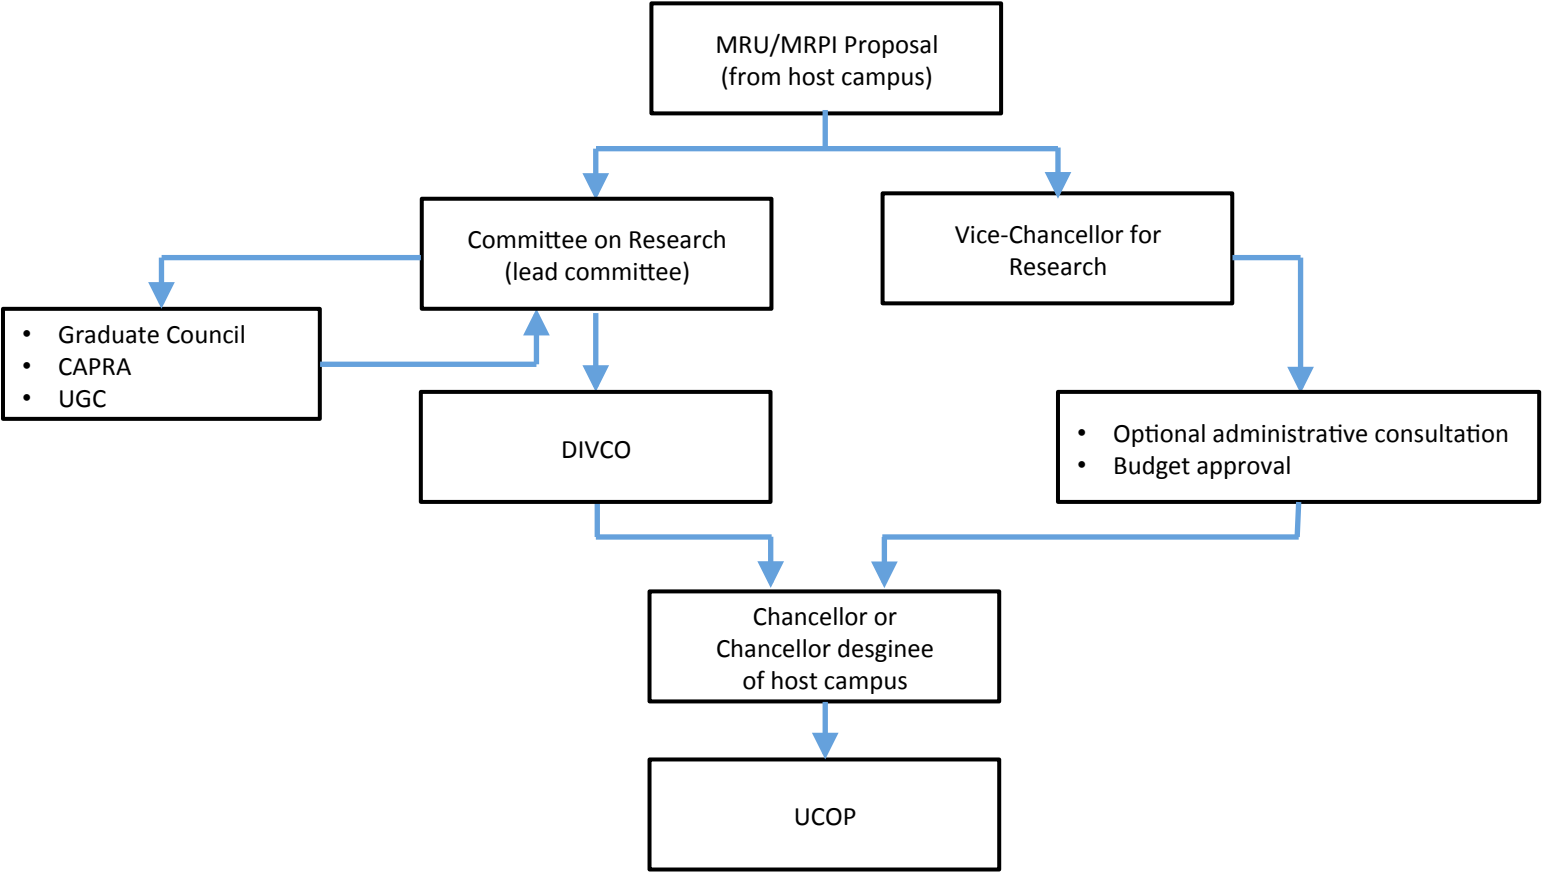 MRU/MRPI Proposal
(from host campus)
Committee on Research
(lead committee)
Vice-Chancellor for
Research
• Graduate Council
• CAPRA
• UGC
DIVCO
• Optional administrative consultation
• Budget approval
Chancellor or
Chancellor desginee
of host campus
UCOP